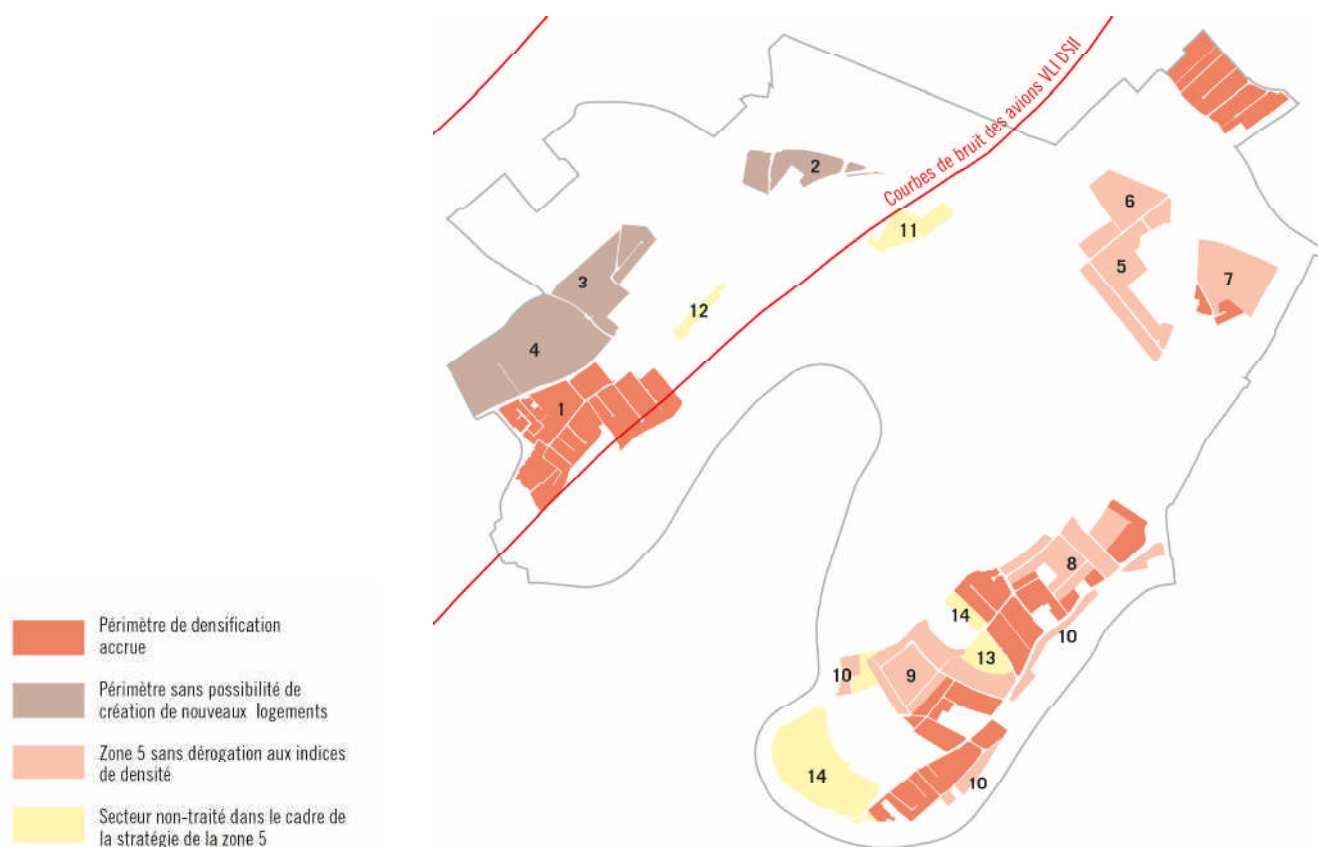 Courbes de bruit des avions VLI DSII
2
6
11
5
7
3
12
4
1
8
14
10
13
10
9
14
10
Périmètre de densification
accrue
Périmètre sans possibilité de
création de nouveaux logements
Zone 5 sans dérogation aux indices
de densité
Secteur non-traité dans le cadre de
la stratégie de la zone 5